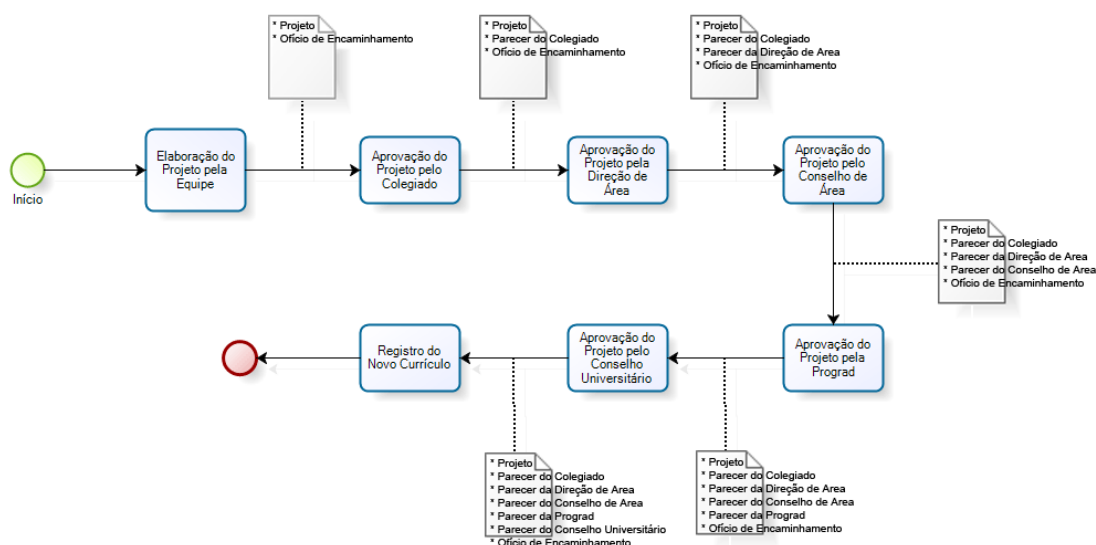 * Projeto
* Ofício de Encaminhamento
* Projeto
* Parecer do Colegiado
* Ofício de Encaminhamento
* Projeto
* Parecer do Colegiado
* Parecer da Direção de Area
* Ofício de Encaminhamento
Início
Elaboração do
Projeto pela
Equipe
Aprovação do
Projeto pelo
Colegiado
Aprovação do
Projeto pela
Direção de
Área
Aprovação do
Projeto pelo
Conselho de
Área
* Projeto
* Parecer do Colegiado
* Parecer da Direção de Area
* Parecer do Conselho de Area
* Ofício de Encaminhamento
Registro do
Novo Currículo
Aprovação do
Projeto pelo
Conselho
Universitário
Aprovação do
Projeto pela
Prograd
* Projeto
* Parecer do Colegiado
* Parecer da Direção de Area
* Parecer do Conselho de Area
* Parecer da Prograd
* Parecer do Conselho Universitário
* Ofício de Encaminhamento
* Projeto
* Parecer do Colegiado
* Parecer da Direção de Area
* Parecer do Conselho de Area
* Parecer da Prograd
* Ofício de Encaminhamento